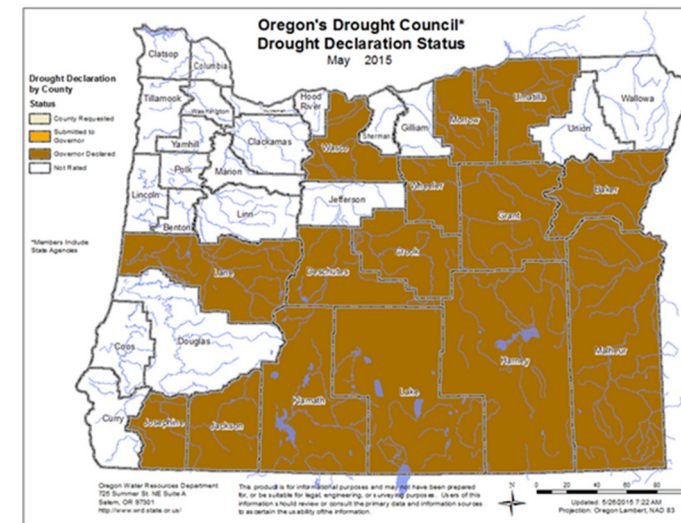 Oregon's Drought Council*
Drought Declaration Status
May 2015
Drought Declaration
by County
Status
County Requested
Submitted to
Governor
Governor Declared
Not Rated
*Members Include
State Agencies
Clatsop
Columbia
Tillamook
Washington
Hood
River
Yamhill
Clackamas
Polk
Marion
Lincoln
Benton
Linn
Wasco
Sherman
Gilliam
Morrow
Umatilla
Union
Wallowa
Jefferson
Wheeler
Grant
Baker
Lane
Deschutes
Crook
Coos
Douglas
Curry
Josephine
Jackson
Klamath
Lake
Harney
Malheur
Oregon Water Resources Department
725 Summer St. NE Suite A
Salem, OR 97301
http://www.wrd.state.or.us/
This product is for informational purposes and may not have been prepared
for, or be suitable for legal, engineering, or surveying purposes. Users of this
information should review or consult the primary data and information sources
to ascertain the usability of the information.
N
0 20 40 60 80
Updated: 5/26/2015 7:22 AM
Projection: Oregon Lambert, NAD 83